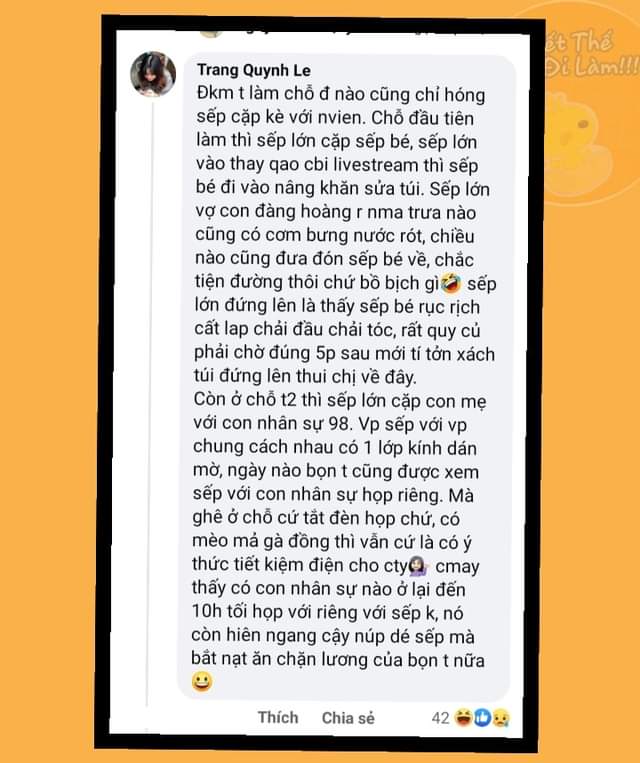 ết Thế
Đi Làm!!!
Trang Quynh Le
Đkm t làm chỗ đ nào cũng chỉ hóng
sếp cặp kè với nvien. Chỗ đầu tiên
làm thì sếp lớn cặp sếp bé, sếp lớn
vào thay qao cbi livestream thì sếp
bé đi vào nâng khăn sửa túi. Sếp lớn
vợ con đàng hoàng r nma trưa nào
cũng có cơm bưng nước rót, chiều
nào cũng đưa đón sếp bé về, chắc
tiện đường thôi chứ bồ bịch gì🤣 sếp
lớn đứng lên là thấy sếp bé rục rịch
cất lap chải đầu chải tóc, rất quy củ
phải chờ đúng 5p sau mới tí tởn xách
túi đứng lên thui chị về đây.
Còn ở chỗ t2 thì sếp lớn cặp con mẹ
với con nhân sự 98. Vp sếp với vp
chung cách nhau có 1 lớp kính dán
mờ, ngày nào bọn t cũng được xem
sếp với con nhân sự họp riêng. Mà
ghê ở chỗ cứ tắt đèn họp chứ, có
mèo mả gà đồng thì vẫn cứ là có ý
thức tiết kiệm điện cho cty💁🏻‍♀️ cmay
thấy có con nhân sự nào ở lại đến
10h tối họp với riêng với sếp k, nó
còn hiên ngang cậy núp dé sếp mà
bắt nạt ăn chặn lương của bọn t nữa
😀
Thích Chia sẻ 42 😆👍😢